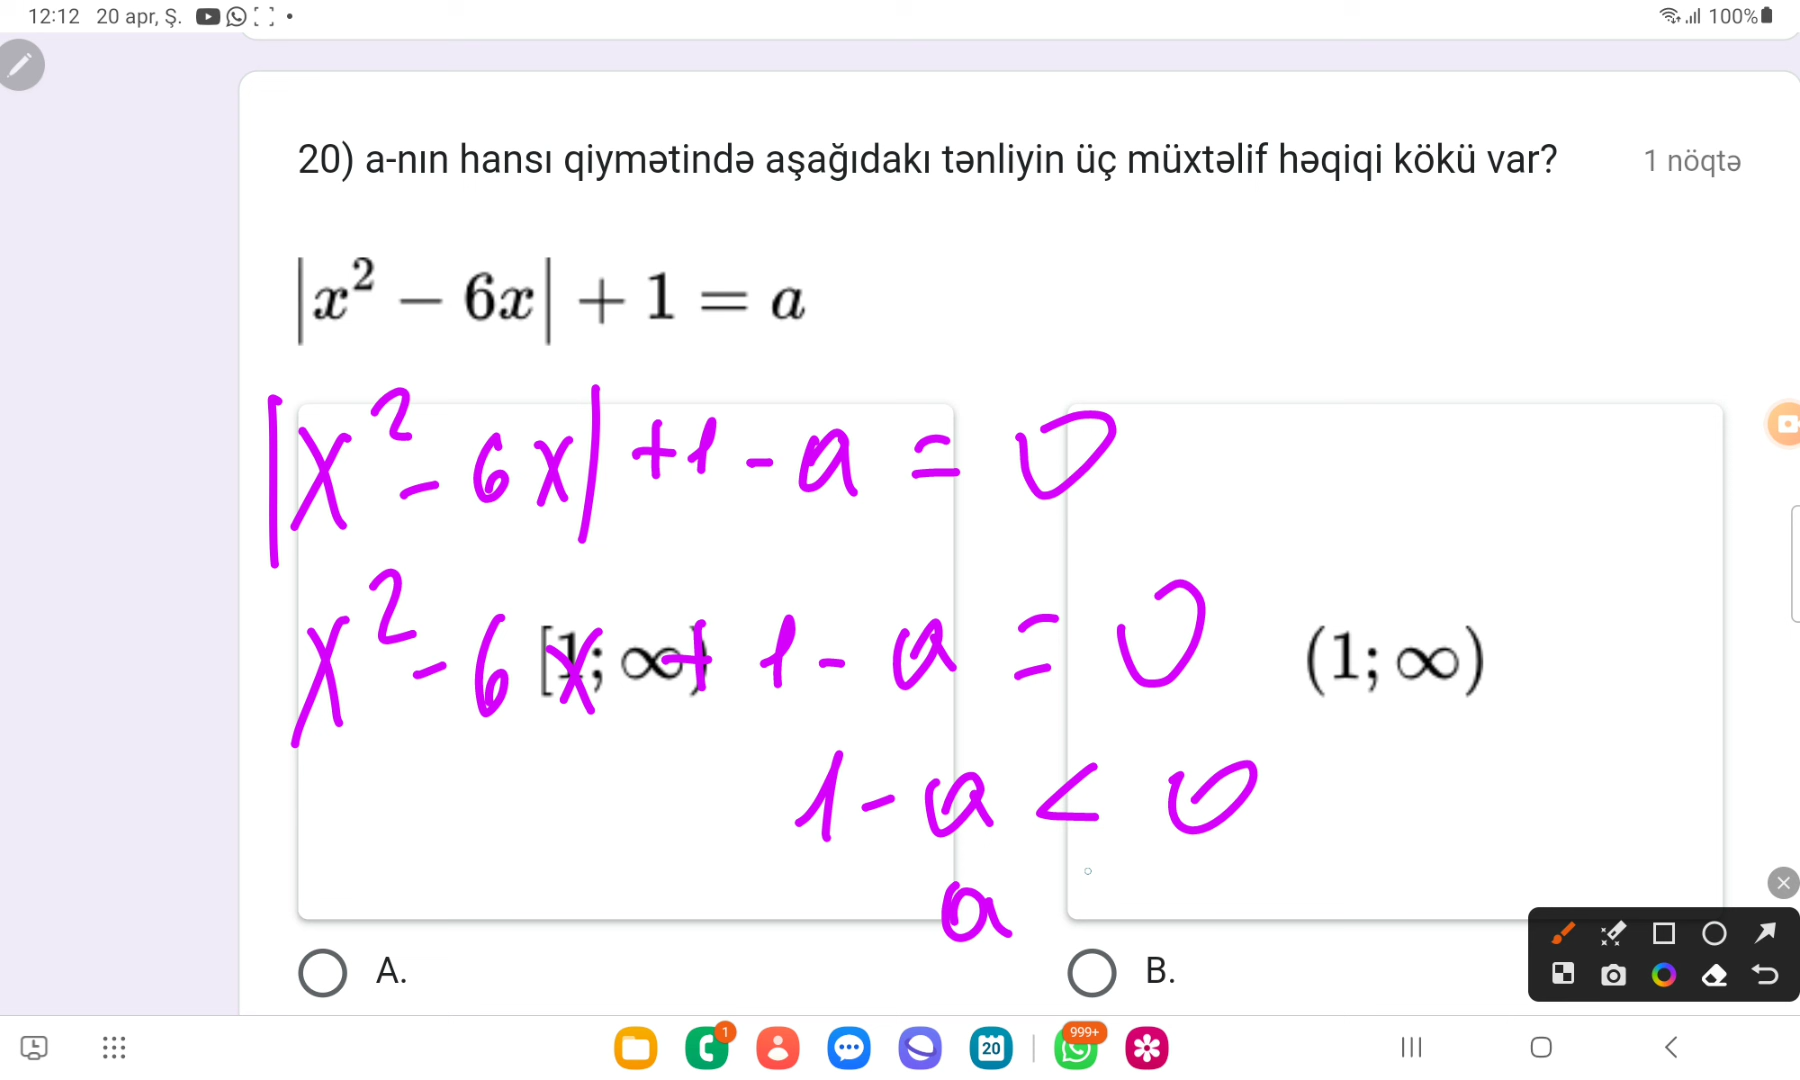 12:12 20 apr, Ş. 100%
20) a-nın hansı qiymətində aşağıdakı tənliyin üç müxtəlif həqiqi kökü var? 1 nöqtə
|x² − 6x| + 1 = a
|x² - 6x| + 1 - a = 0
x² - 6x + 1 - a = 0
[1; ∞) (1; ∞)
1 - a < 0
a
A. B.
1 20 999+